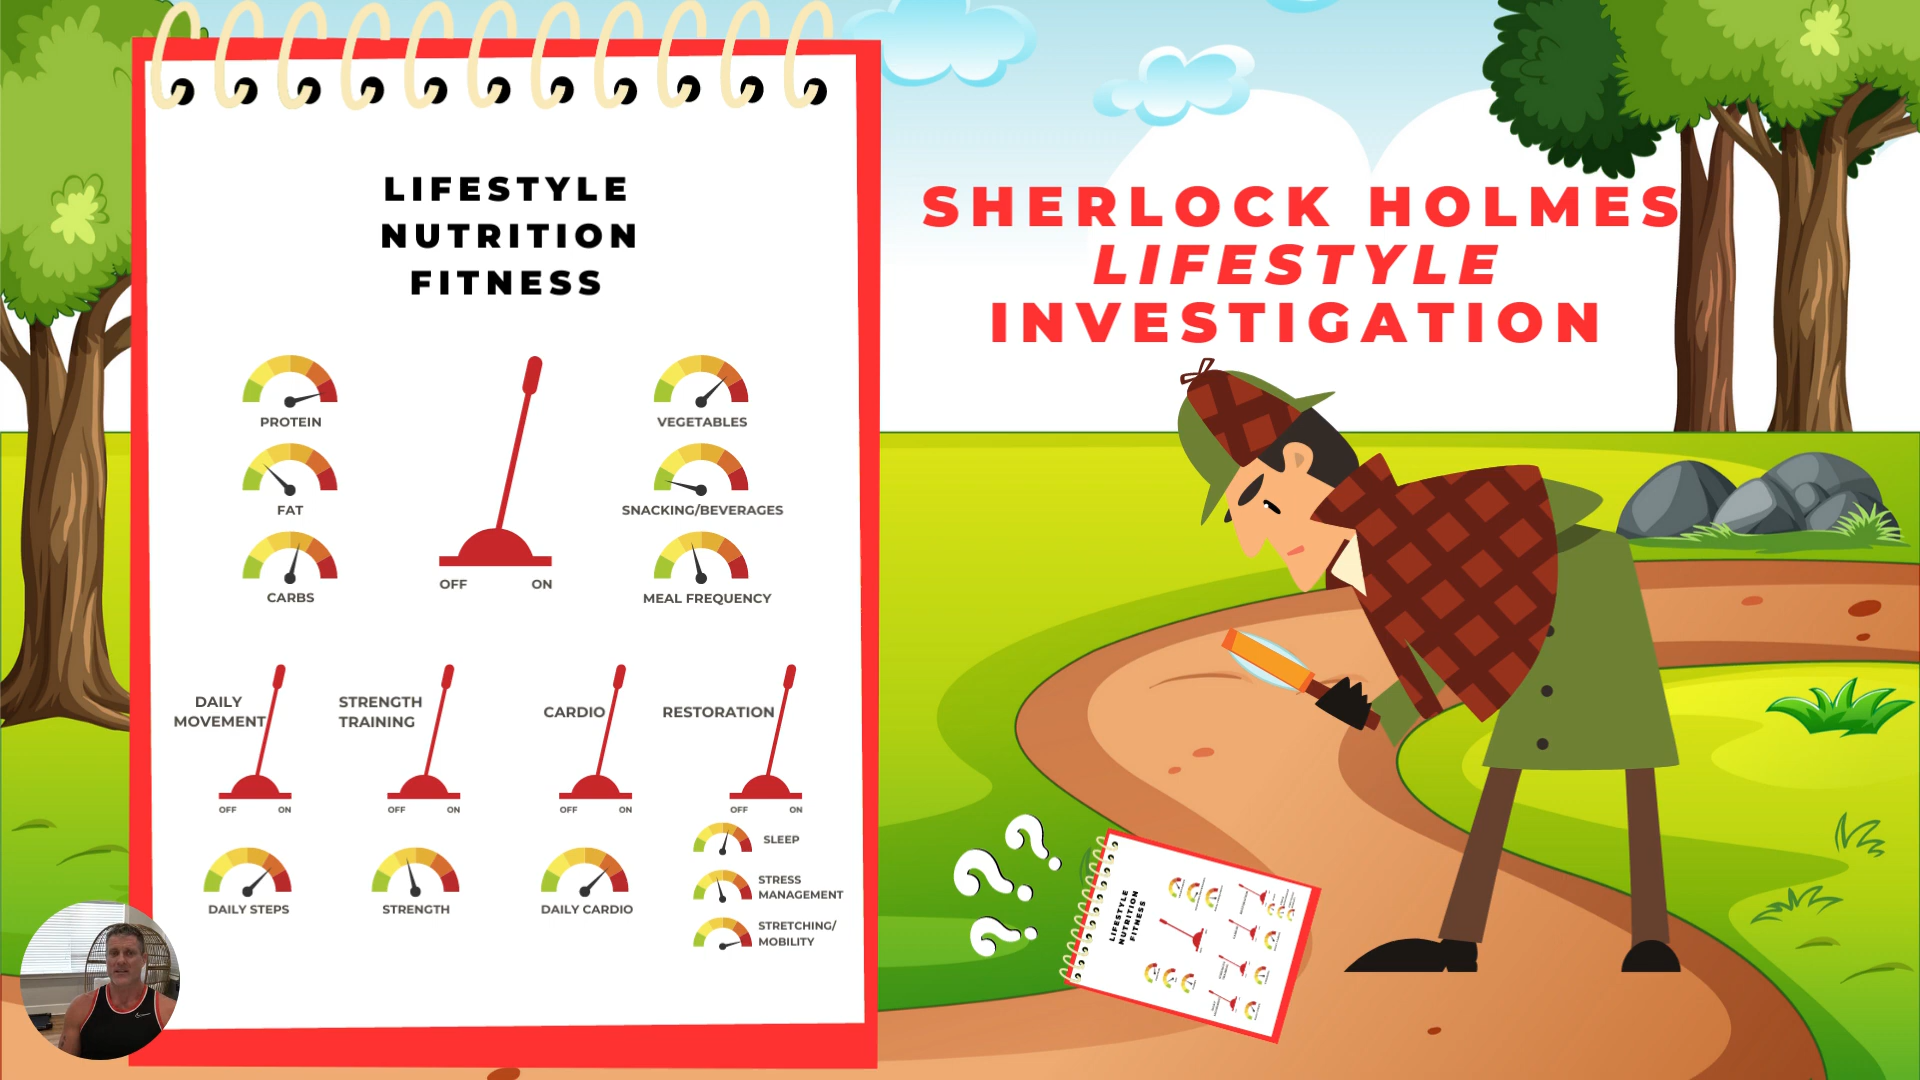 LIFESTYLE
NUTRITION
FITNESS
PROTEIN
FAT
CARBS
OFF ON
VEGETABLES
SNACKING/BEVERAGES
MEAL FREQUENCY
DAILY
MOVEMENT
OFF ON
DAILY STEPS
STRENGTH
TRAINING
OFF ON
STRENGTH
CARDIO
OFF ON
DAILY CARDIO
RESTORATION
OFF ON
SLEEP
STRESS
MANAGEMENT
STRETCHING/
MOBILITY
SHERLOCK HOLMES
LIFESTYLE
INVESTIGATION
???
LIFESTYLE
NUTRITION
FITNESS